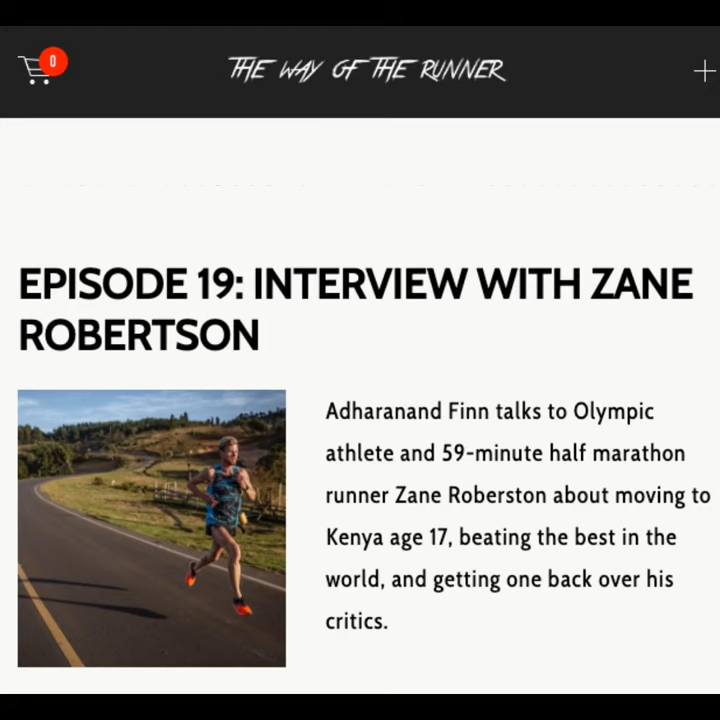 0
THE WAY OF THE RUNNER
EPISODE 19: INTERVIEW WITH ZANE
ROBERTSON
Adharanand Finn talks to Olympic
athlete and 59-minute half marathon
runner Zane Roberston about moving to
Kenya age 17, beating the best in the
world, and getting one back over his
critics.